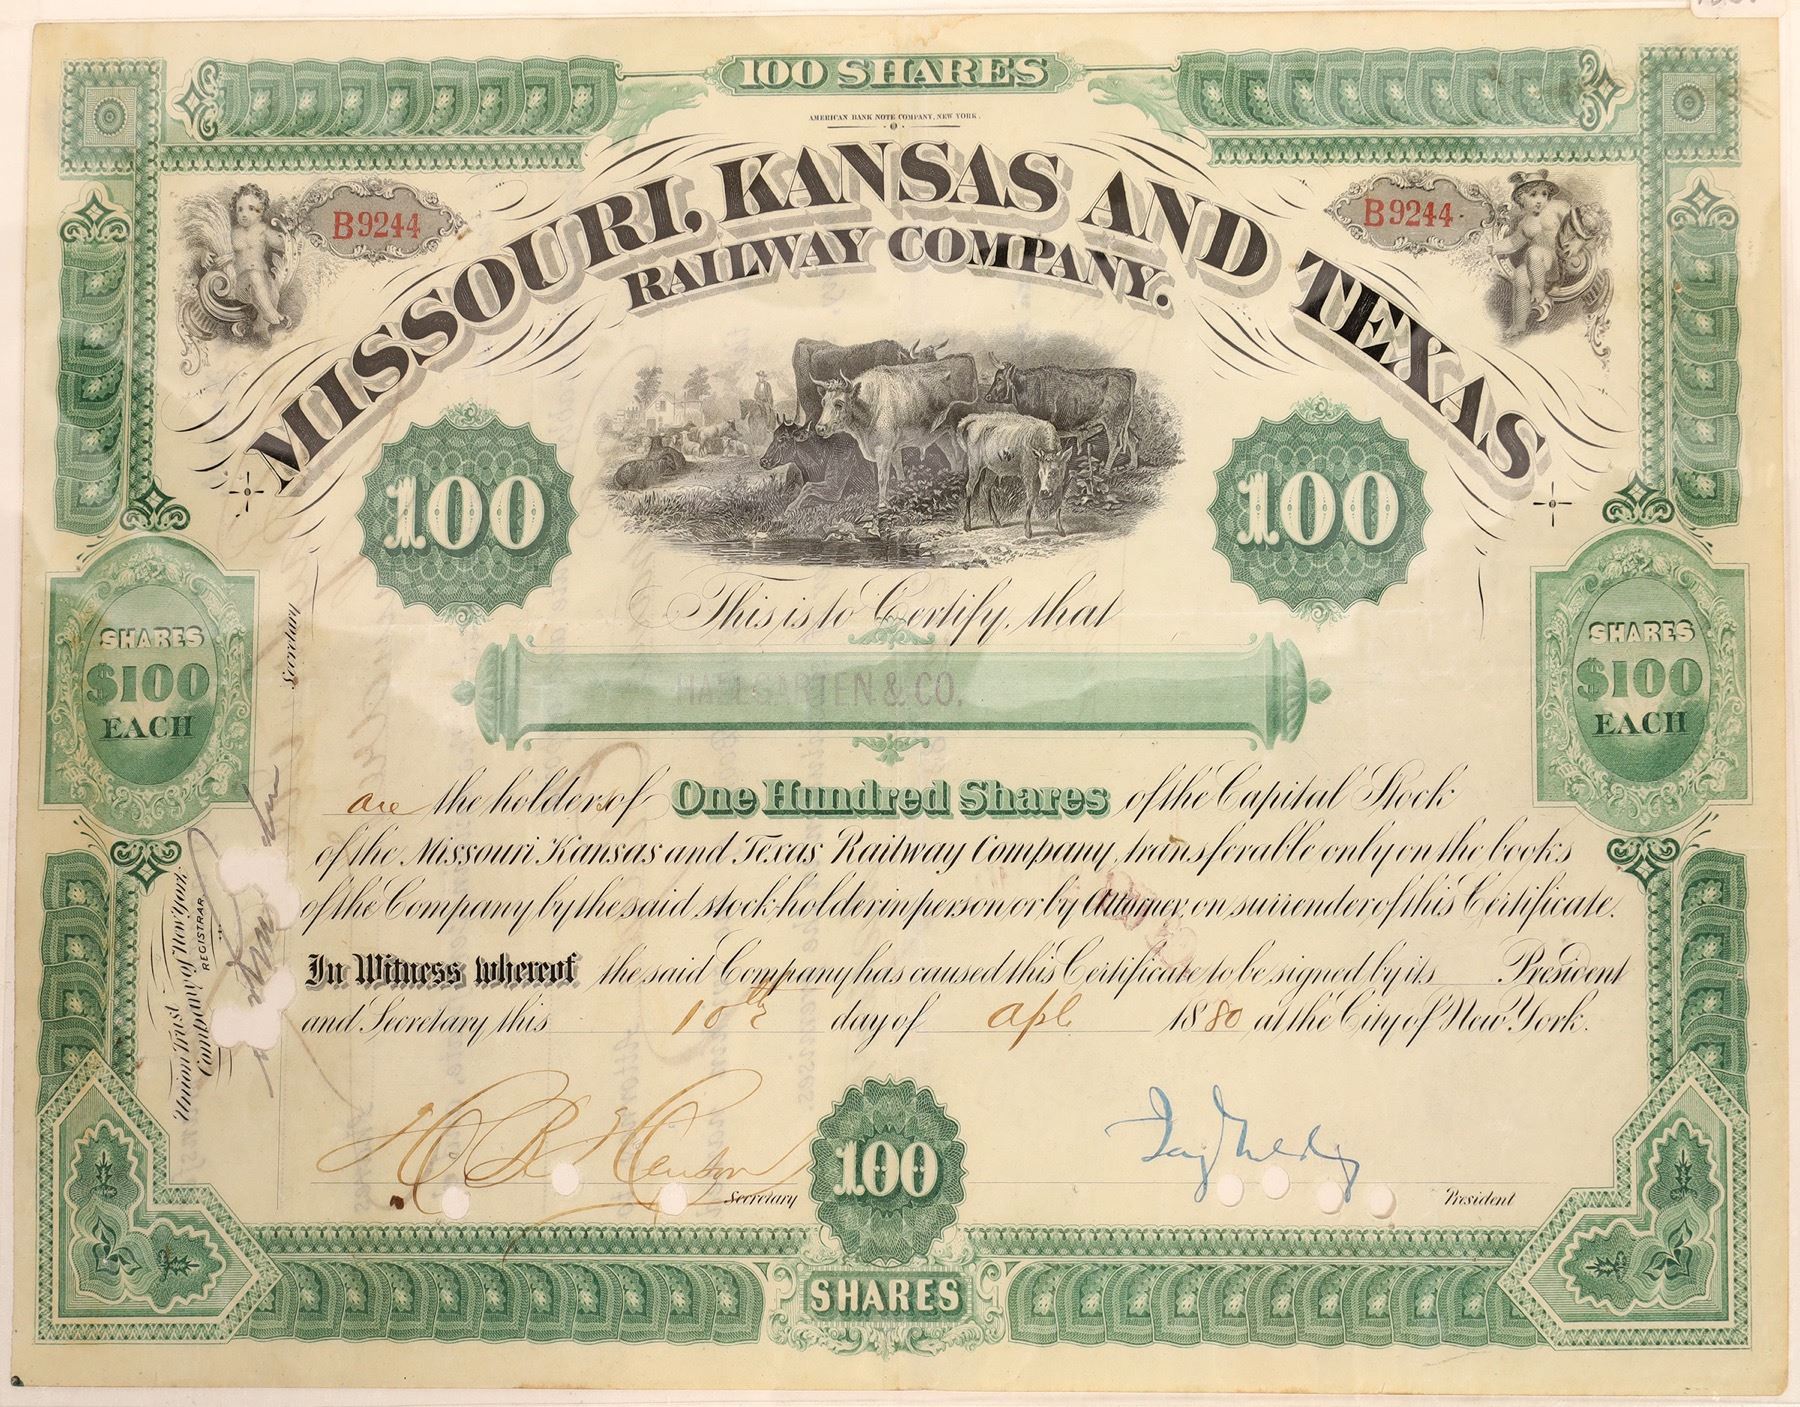 100 SHARES
AMERICAN BANK NOTE COMPANY, NEW YORK.
MISSOURI, KANSAS AND TEXAS
RAILWAY COMPANY.
B9244
B9244
100
100
This is to Certify, that
HALLGARTEN & CO.
SHARES
$100
EACH
SHARES
$100
EACH
are the holders of One Hundred Shares of the Capital Stock
of the Missouri Kansas and Texas Railway Company, transferable only on the books
of the Company by the said stockholder in person or by Attorney, on surrender of this Certificate.
In Witness whereof the said Company has caused this Certificate to be signed by its President
and Secretary this 10th day of Apl. 1880 at the City of New York.
Secretary
President
100
SHARES
Union Trust
Company of New York
REGISTRAR
Secretary